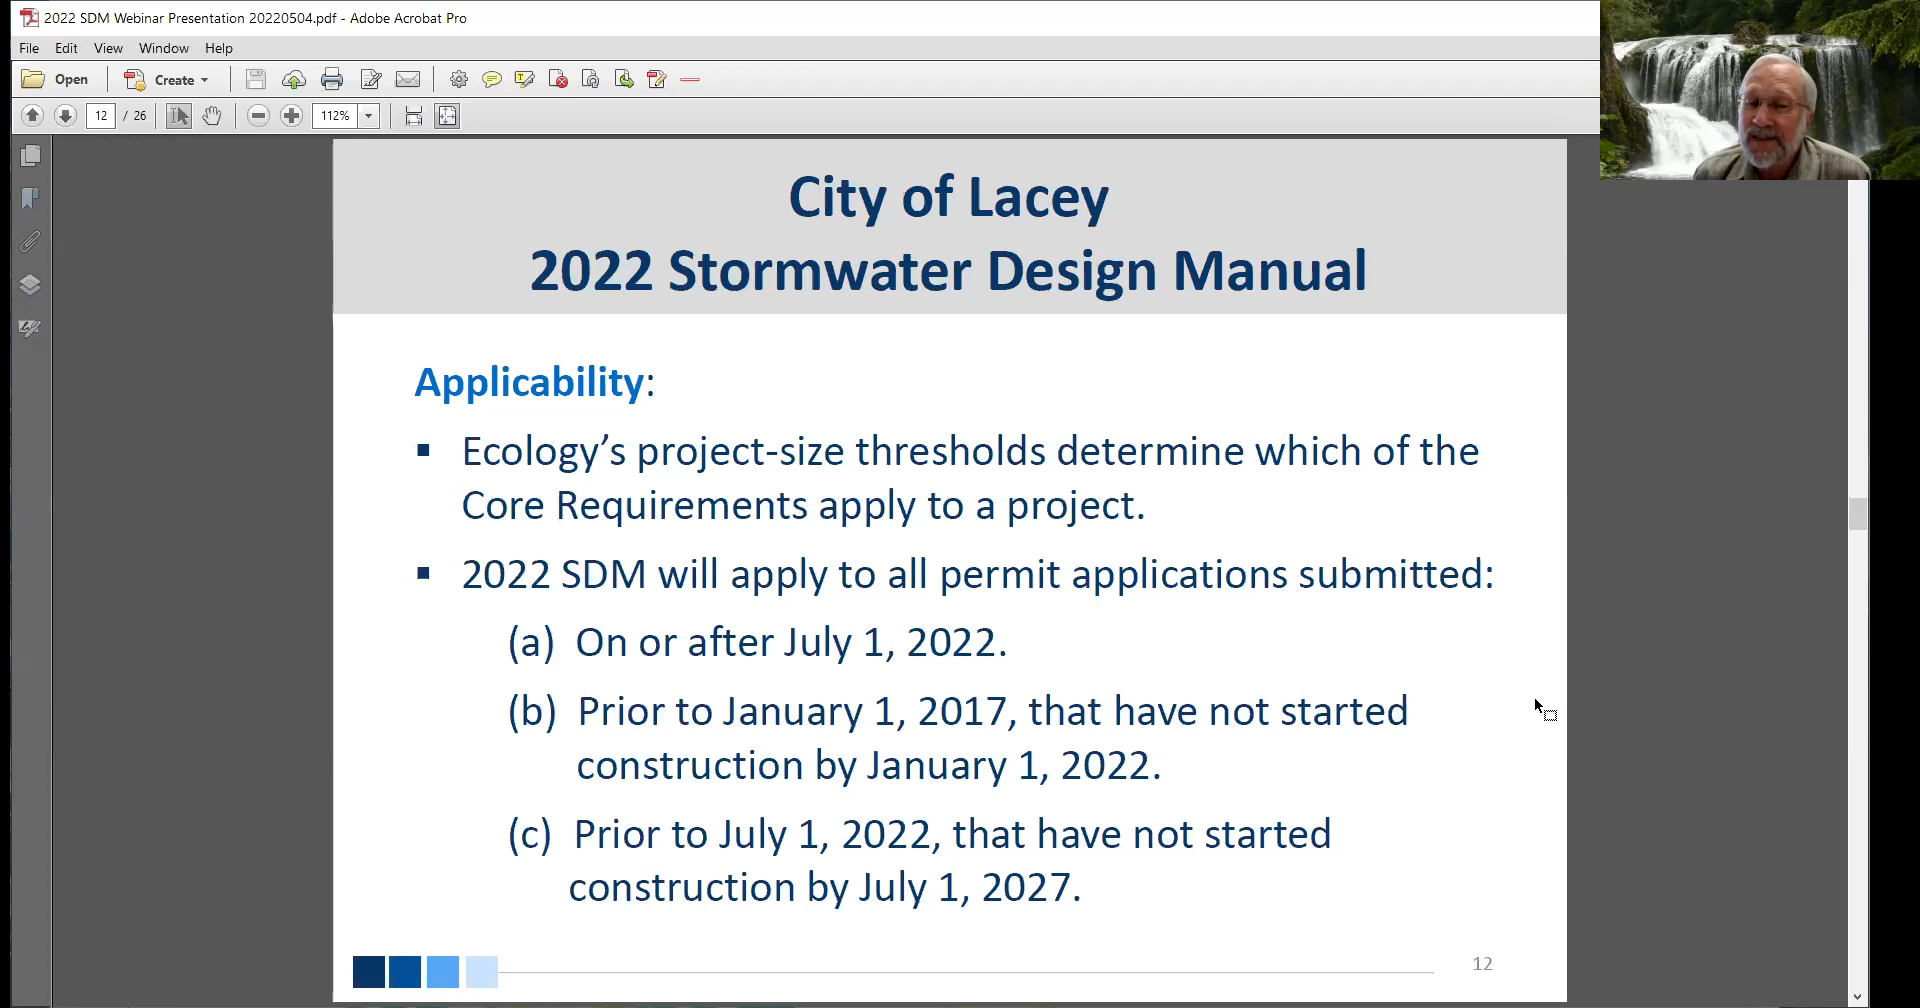 2022 SDM Webinar Presentation 20220504.pdf - Adobe Acrobat Pro
File Edit View Window Help
Open Create
12 / 26 112%
City of Lacey
2022 Stormwater Design Manual
Applicability:
▪ Ecology’s project-size thresholds determine which of the
Core Requirements apply to a project.
▪ 2022 SDM will apply to all permit applications submitted:
(a) On or after July 1, 2022.
(b) Prior to January 1, 2017, that have not started
construction by January 1, 2022.
(c) Prior to July 1, 2022, that have not started
construction by July 1, 2027.
12